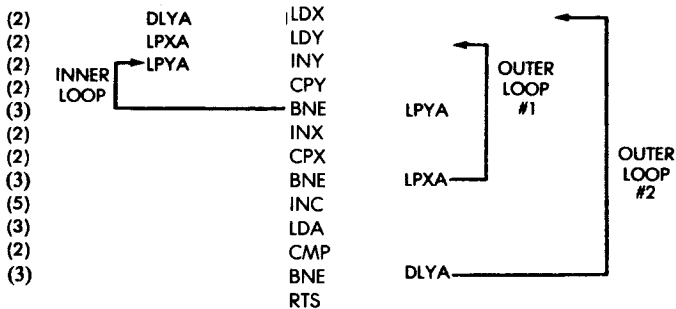 (2) DLYA LDX
(2) LPXA LDY
(2) LPYA INY
(2) CPY
(3) BNE LPYA
(2) INX
(2) CPX
(3) BNE LPXA
(5) INC
(3) LDA
(2) CMP
(3) BNE DLYA
RTS
INNER
LOOP
OUTER
LOOP
#1
OUTER
LOOP
#2